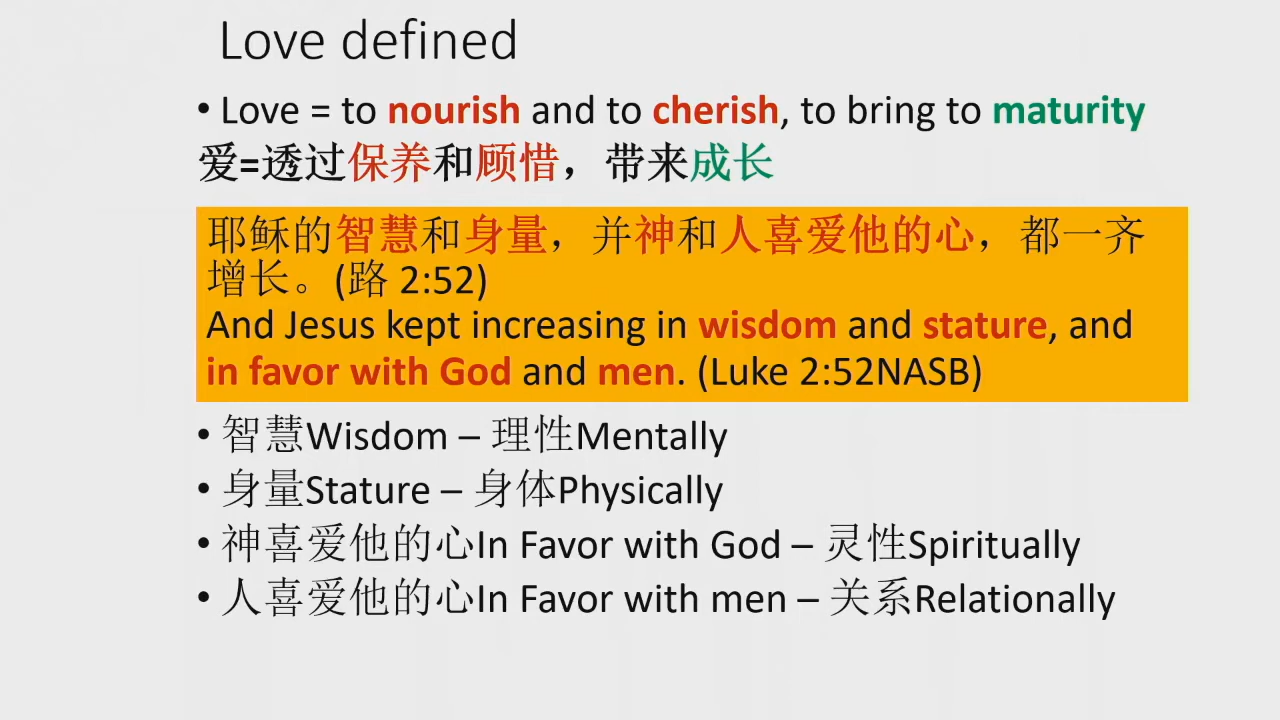 Love defined
• Love = to nourish and to cherish, to bring to maturity
爱=透过保养和顾惜，带来成长
耶稣的智慧和身量，并神和人喜爱他的心，都一齐
增长。(路 2:52)
And Jesus kept increasing in wisdom and stature, and
in favor with God and men. (Luke 2:52NASB)
• 智慧Wisdom – 理性Mentally
• 身量Stature – 身体Physically
• 神喜爱他的心In Favor with God – 灵性Spiritually
• 人喜爱他的心In Favor with men – 关系Relationally